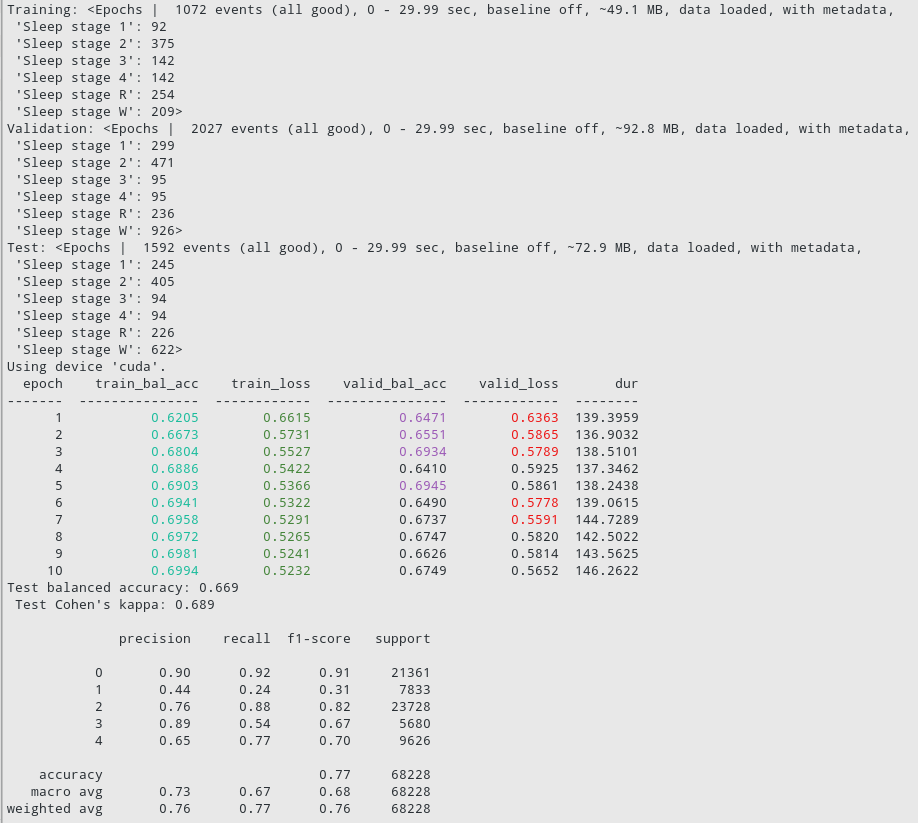 Training: <Epochs |  1072 events (all good), 0 - 29.99 sec, baseline off, ~49.1 MB, data loaded, with metadata,
 'Sleep stage 1': 92
 'Sleep stage 2': 375
 'Sleep stage 3': 142
 'Sleep stage 4': 142
 'Sleep stage R': 254
 'Sleep stage W': 209>
Validation: <Epochs |  2027 events (all good), 0 - 29.99 sec, baseline off, ~92.8 MB, data loaded, with metadata,
 'Sleep stage 1': 299
 'Sleep stage 2': 471
 'Sleep stage 3': 95
 'Sleep stage 4': 95
 'Sleep stage R': 236
 'Sleep stage W': 926>
Test: <Epochs |  1592 events (all good), 0 - 29.99 sec, baseline off, ~72.9 MB, data loaded, with metadata,
 'Sleep stage 1': 245
 'Sleep stage 2': 405
 'Sleep stage 3': 94
 'Sleep stage 4': 94
 'Sleep stage R': 226
 'Sleep stage W': 622>
Using device 'cuda'.
  epoch    train_bal_acc    train_loss    valid_bal_acc    valid_loss       dur
-------  ---------------  ------------  ---------------  ------------  --------
      1           0.6205        0.6615           0.6471        0.6363  139.3959
      2           0.6673        0.5731           0.6551        0.5865  136.9032
      3           0.6804        0.5527           0.6934        0.5789  138.5101
      4           0.6886        0.5422           0.6410        0.5925  137.3462
      5           0.6903        0.5366           0.6945        0.5861  138.2438
      6           0.6941        0.5322           0.6490        0.5778  139.0615
      7           0.6958        0.5291           0.6737        0.5591  144.7289
      8           0.6972        0.5265           0.6747        0.5820  142.5022
      9           0.6981        0.5241           0.6626        0.5814  143.5625
     10           0.6994        0.5232           0.6749        0.5652  146.2622
Test balanced accuracy: 0.669
 Test Cohen's kappa: 0.689
              precision    recall  f1-score   support
           0       0.90      0.92      0.91     21361
           1       0.44      0.24      0.31      7833
           2       0.76      0.88      0.82     23728
           3       0.89      0.54      0.67      5680
           4       0.65      0.77      0.70      9626
    accuracy                           0.77     68228
   macro avg       0.73      0.67      0.68     68228
weighted avg       0.76      0.77      0.76     68228